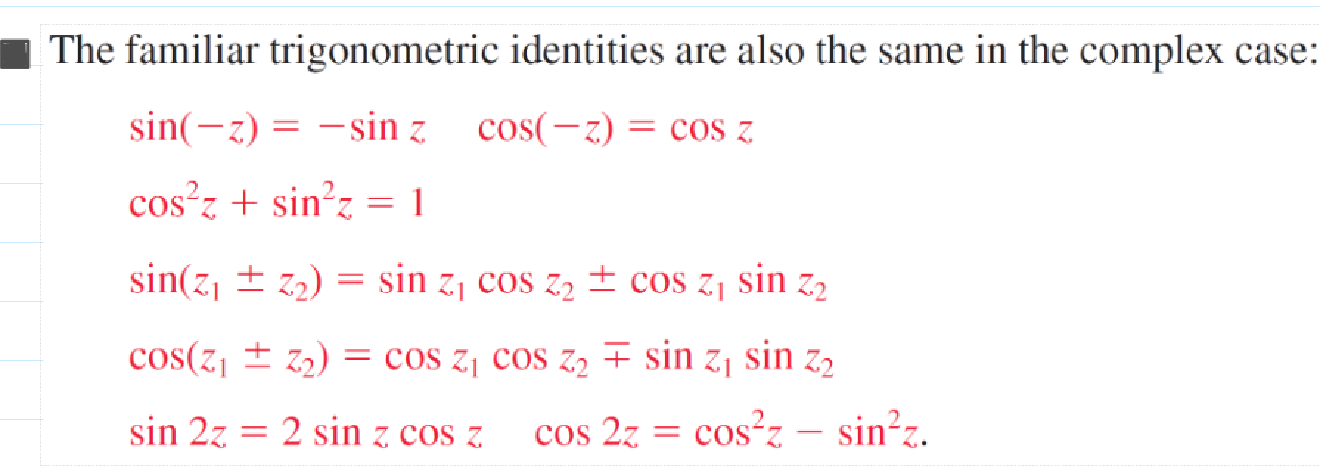 The familiar trigonometric identities are also the same in the complex case:
sin(−z) = −sin z cos(−z) = cos z
cos²z + sin²z = 1
sin(z₁ ± z₂) = sin z₁ cos z₂ ± cos z₁ sin z₂
cos(z₁ ± z₂) = cos z₁ cos z₂ ∓ sin z₁ sin z₂
sin 2z = 2 sin z cos z cos 2z = cos²z − sin²z.